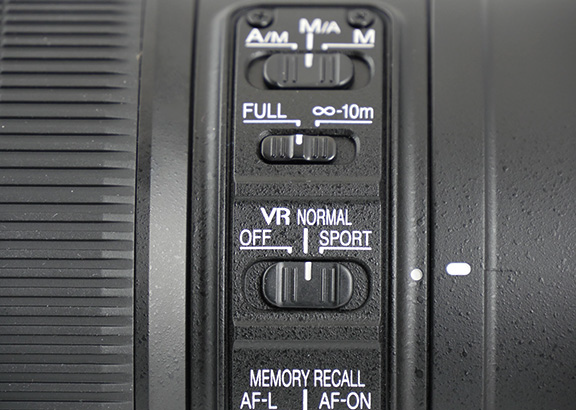 M/A
A/M M
FULL ∞-10m
VR NORMAL
OFF SPORT
MEMORY RECALL
AF-L AF-ON